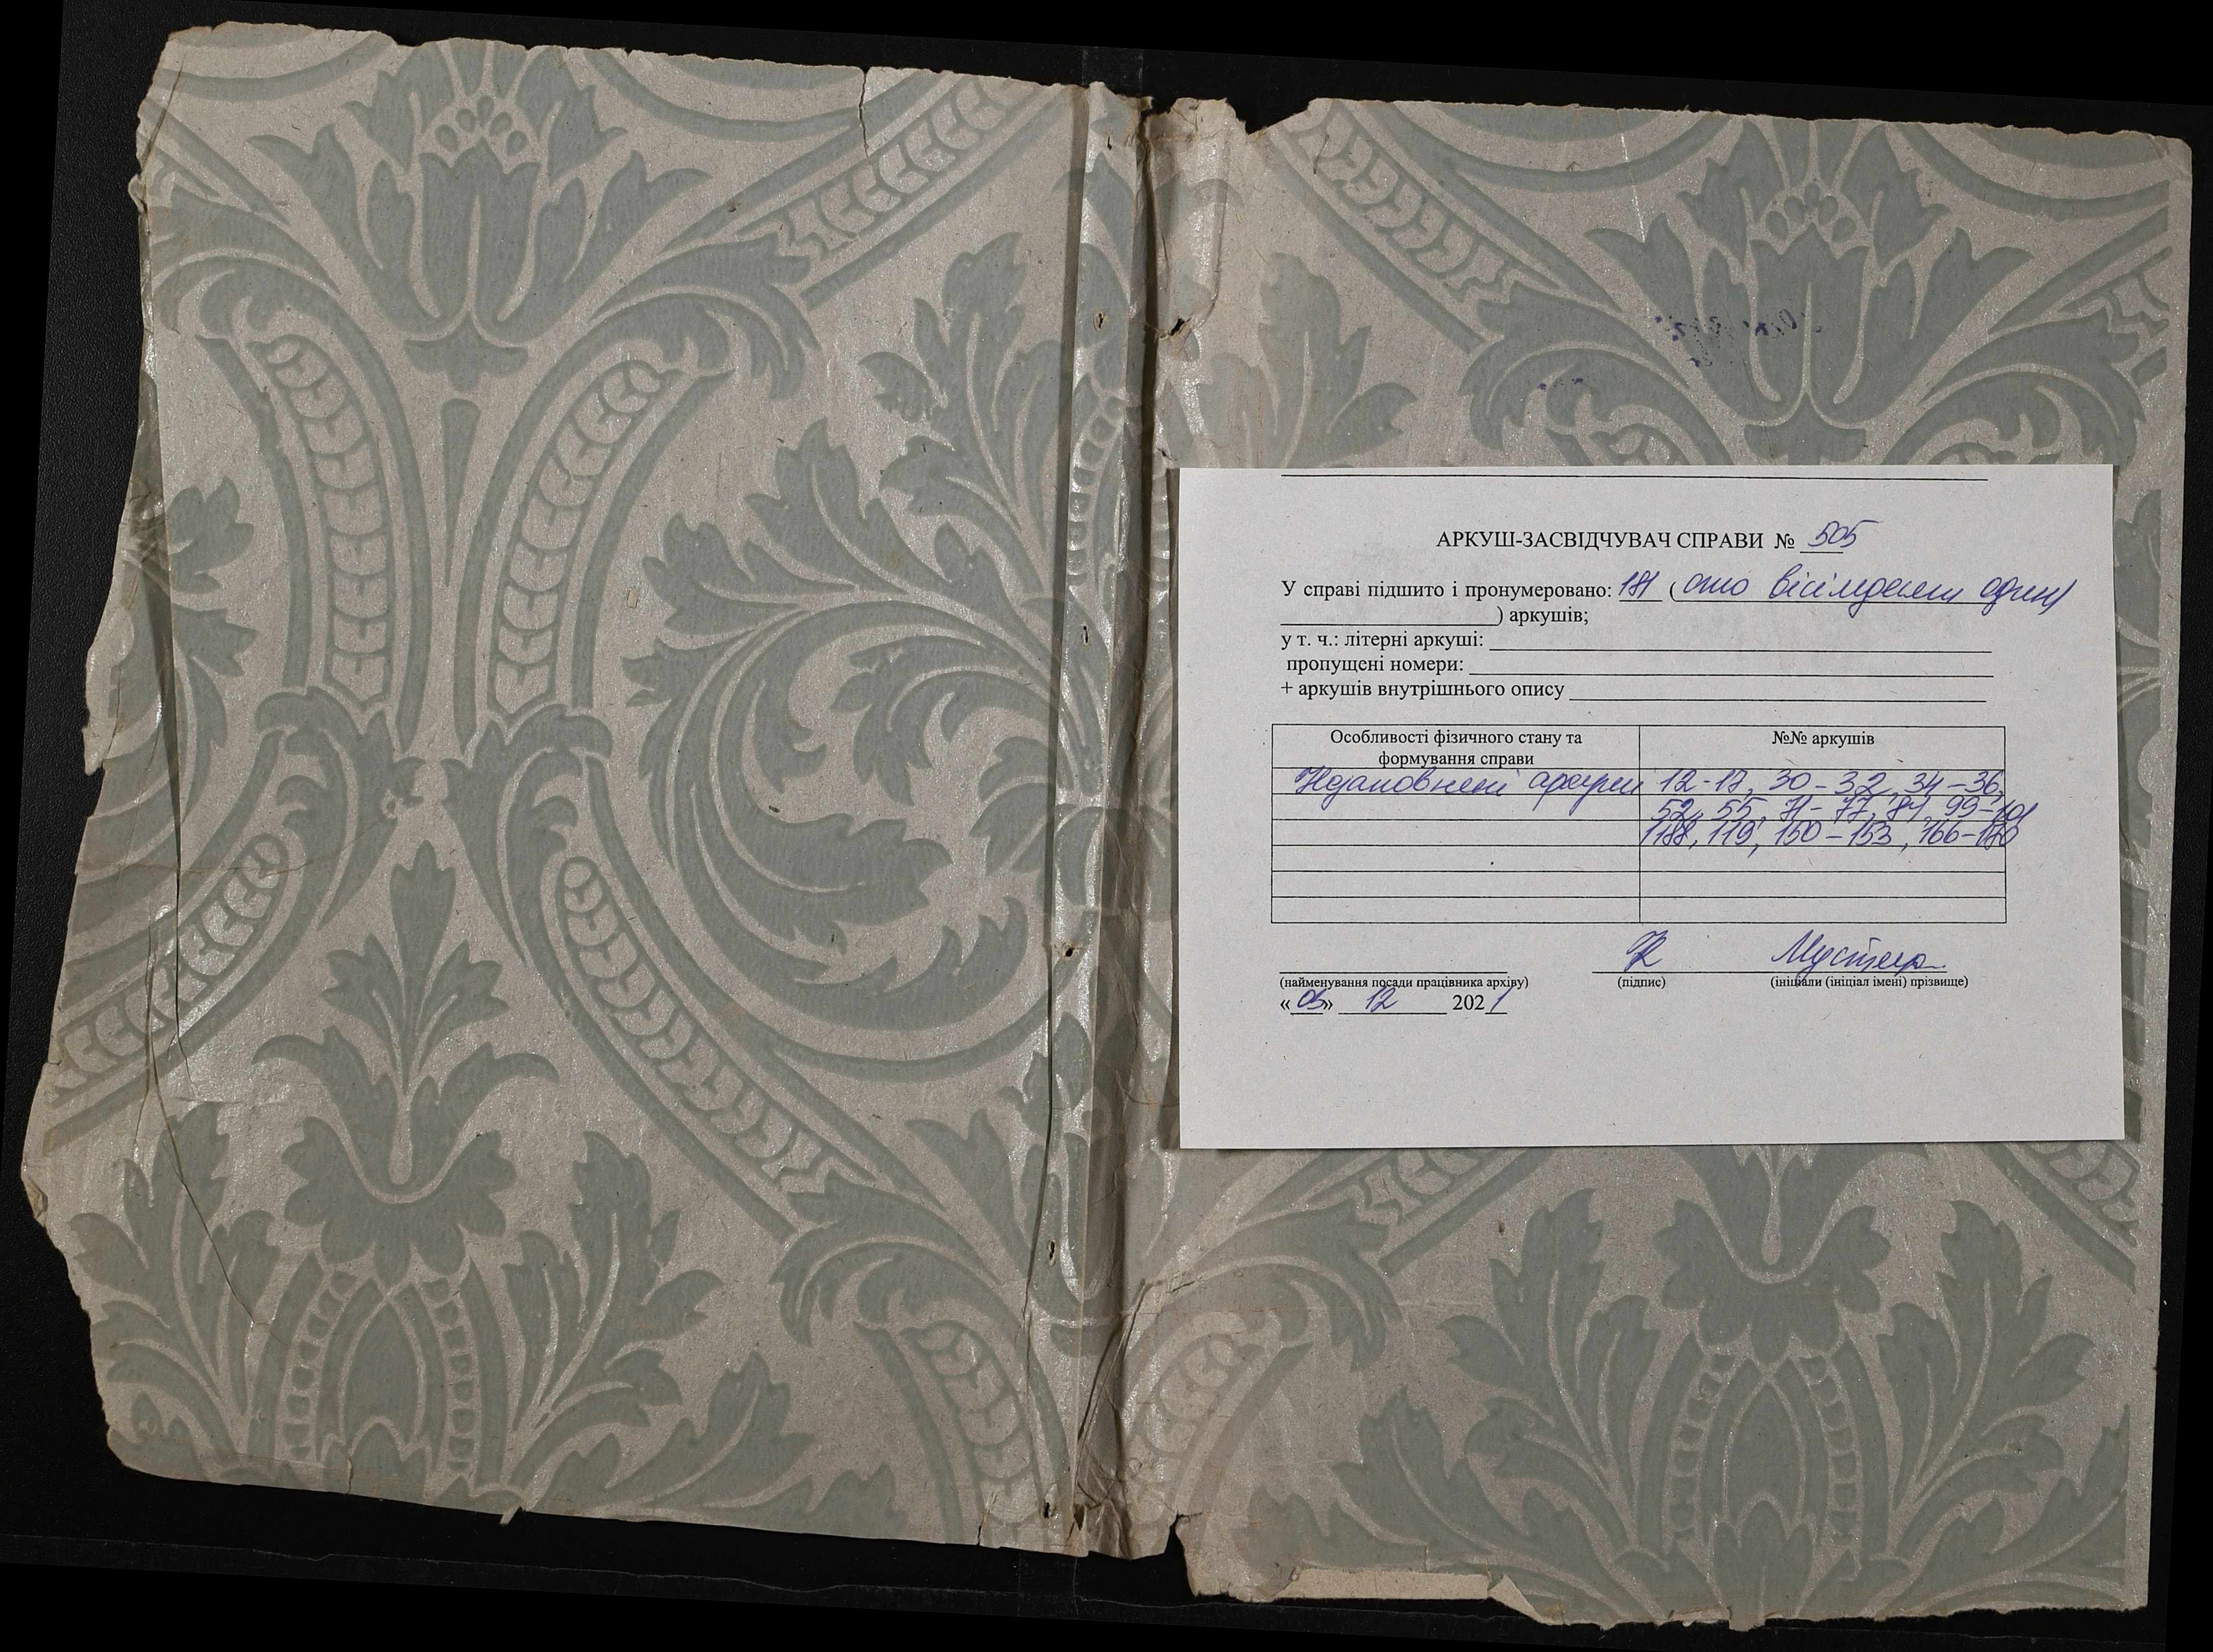 АРКУШ-ЗАСВІДЧУВАЧ СПРАВИ № 505
У справі підшито і пронумеровано: 181 (сто вісімдесят один
) аркушів;
у т. ч.: літерні аркуші:
пропущені номери:
+ аркушів внутрішнього опису
Особливості фізичного стану та формування справи
№№ аркушів
Незаповнені аркуші 12-17, 30-32, 34-36,
52, 55, 71-77, 84, 99-101
118, 119, 150-153, 166-180
Мустеца
(найменування посади працівника архіву) (підпис) (ініціали (ініціал імені) прізвище)
«03» 12 2021